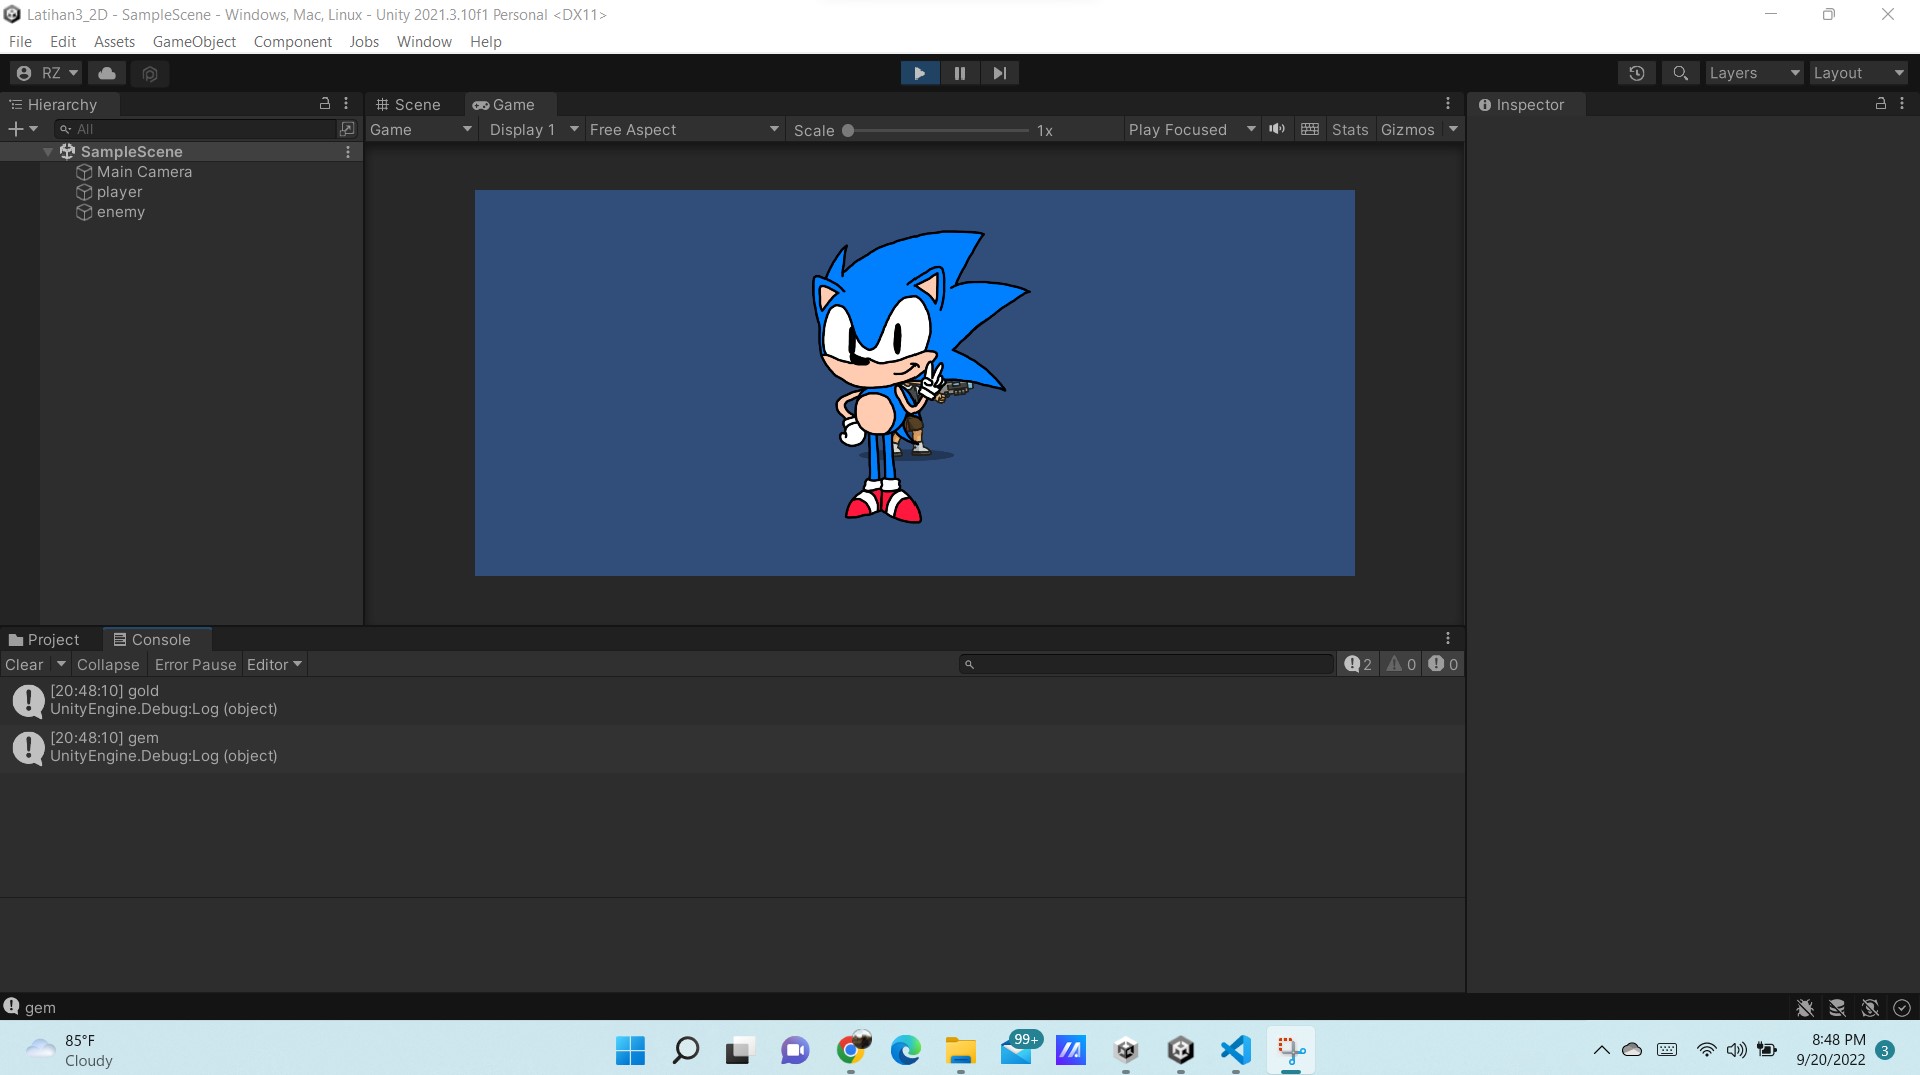 Latihan3_2D - SampleScene - Windows, Mac, Linux - Unity 2021.3.10f1 Personal <DX11>
File Edit Assets GameObject Component Jobs Window Help
RZ Layers Layout
Hierarchy Scene Game Inspector
All Game Display 1 Free Aspect Scale 1x Play Focused Stats Gizmos
SampleScene
Main Camera
player
enemy
Project Console
Clear Collapse Error Pause Editor 2 0 0
[20:48:10] gold
UnityEngine.Debug:Log (object)
[20:48:10] gem
UnityEngine.Debug:Log (object)
gem
85°F
Cloudy
99+
8:48 PM
9/20/2022
3